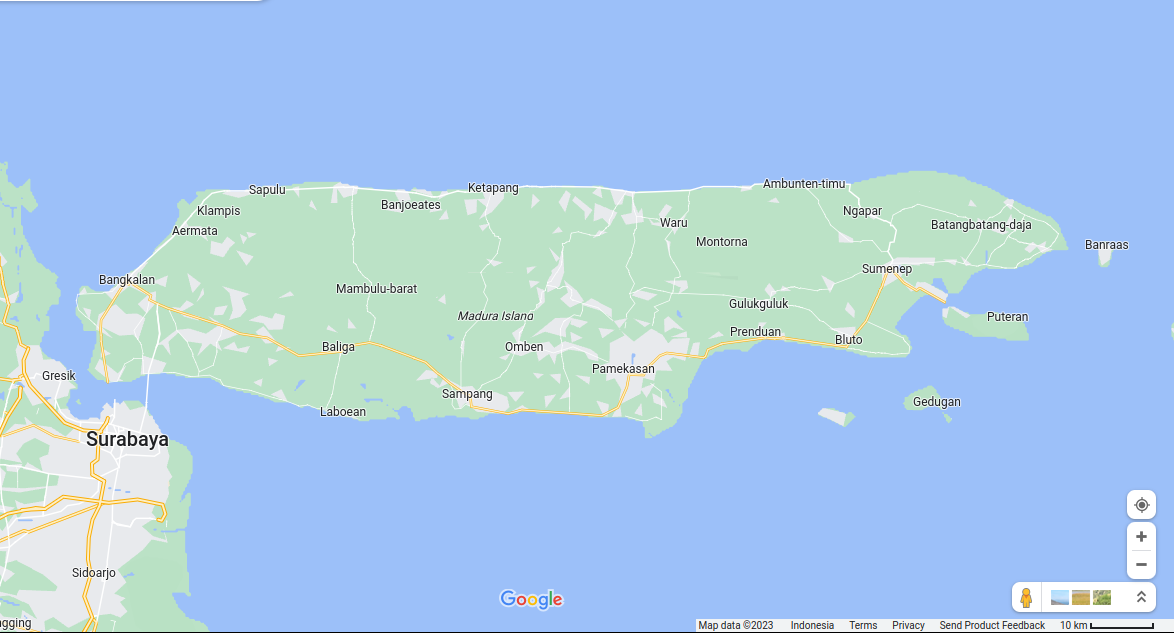 Ambunten-timu
Ketapang
Sapulu
Banjoeates
Klampis
Ngapar
Waru
Batangbatang-daja
Aermata
Montorna
Banraas
Sumenep
Bangkalan
Mambulu-barat
Gulukguluk
Madura Island
Puteran
Prenduan
Bluto
Baliga
Omben
Pamekasan
Gresik
Sampang
Gedugan
Laboean
Surabaya
Sidoarjo
Google
gging
Map data ©2023 Indonesia Terms Privacy Send Product Feedback 10 km